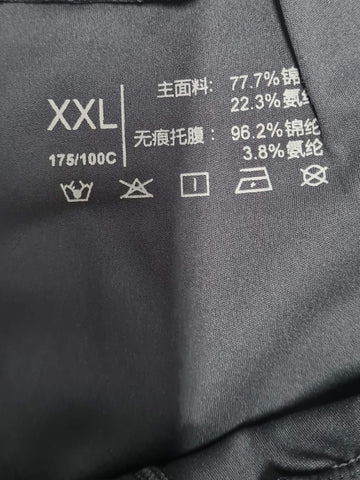 XXL
175/100C
主面料: 77.7%锦
22.3%氨纶
无痕托腹: 96.2%锦纶
3.8%氨纶